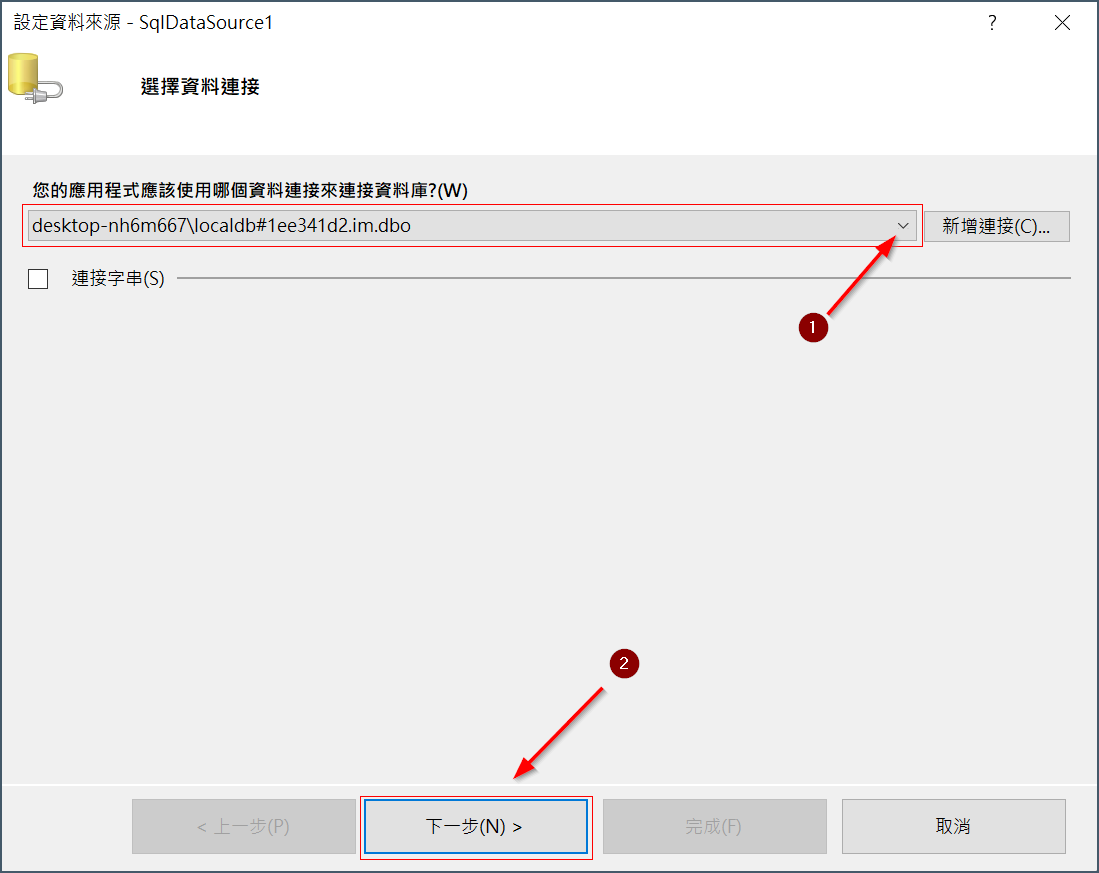 設定資料來源 - SqlDataSource1
?
選擇資料連接
您的應用程式應該使用哪個資料連接來連接資料庫?(W)
desktop-nh6m667\localdb#1ee341d2.im.dbo
新增連接(C)...
連接字串(S)
1
2
< 上一步(P)
下一步(N) >
完成(F)
取消